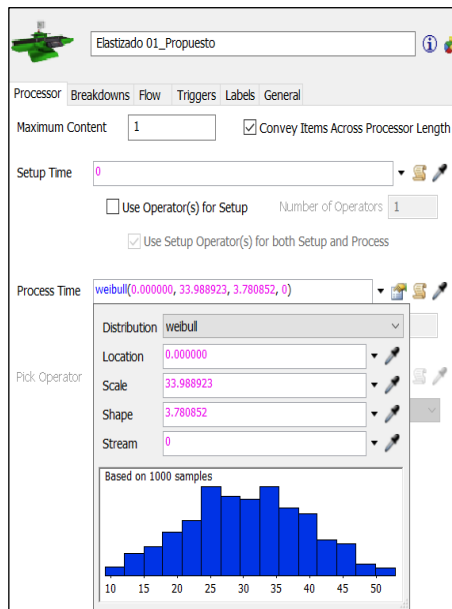 Elastizado 01_Propuesto
Processor Breakdowns Flow Triggers Labels General
Maximum Content 1 Convey Items Across Processor Length
Setup Time 0
Use Operator(s) for Setup Number of Operators 1
Use Setup Operator(s) for both Setup and Process
Process Time weibull(0.000000, 33.988923, 3.780852, 0)
Distribution weibull
Location 0.000000
Pick Operator
Scale 33.988923
Shape 3.780852
Stream 0
Based on 1000 samples
10 15 20 25 30 35 40 45 50